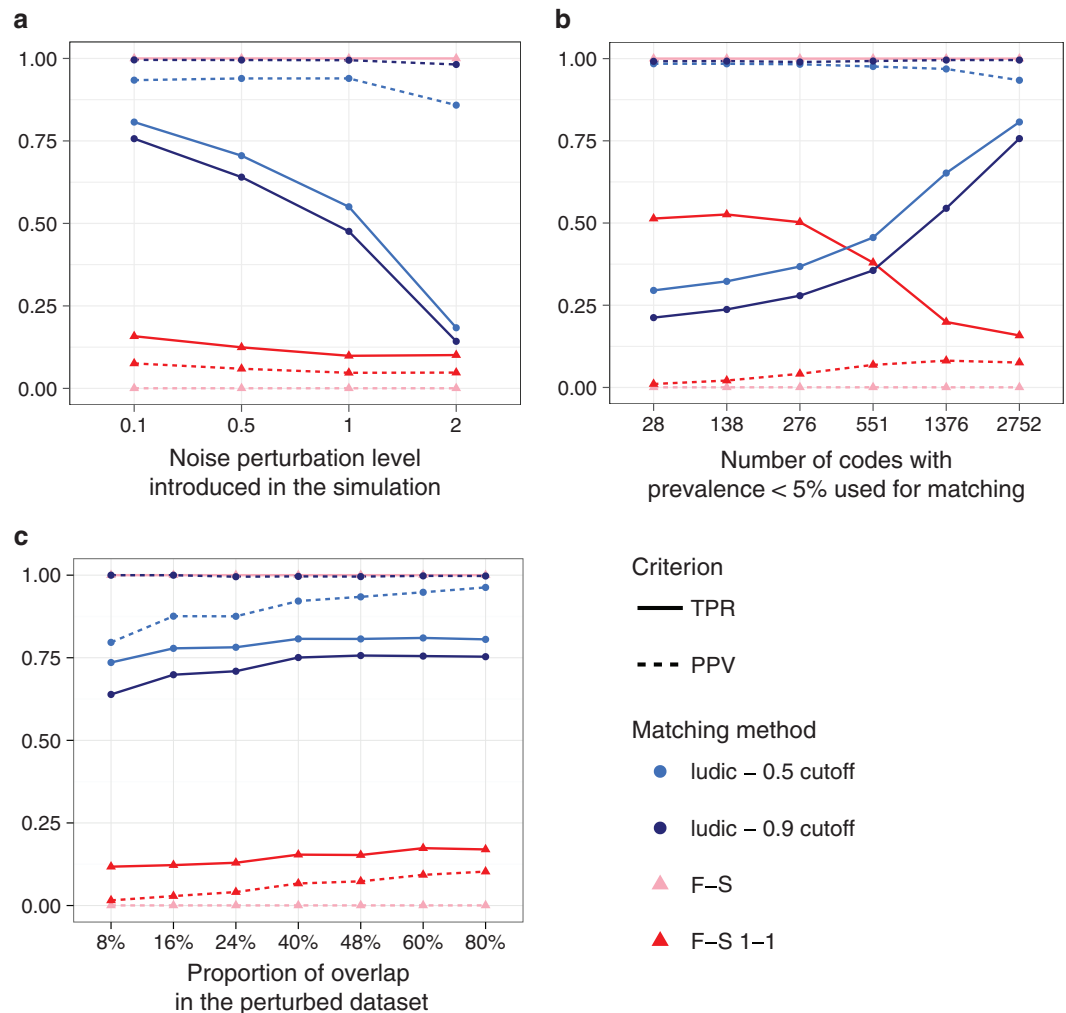 a
1.00
0.75
0.50
0.25
0.00
0.1 0.5 1 2
Noise perturbation level
introduced in the simulation
b
1.00
0.75
0.50
0.25
0.00
28 138 276 551 1376 2752
Number of codes with
prevalence < 5% used for matching
c
1.00
0.75
0.50
0.25
0.00
8% 16% 24% 40% 48% 60% 80%
Proportion of overlap
in the perturbed dataset
Criterion
TPR
PPV
Matching method
ludic – 0.5 cutoff
ludic – 0.9 cutoff
F–S
F–S 1–1